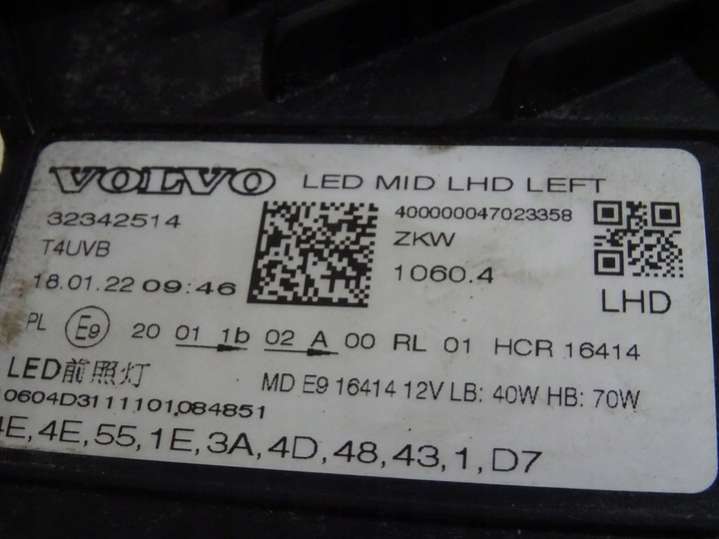 VOLVO LED MID LHD LEFT
32342514
400000047023358
T4UVB
ZKW
18.01.22 09:46
1060.4
LHD
PL E9 20 01 1b 02 A 00 RL 01 HCR 16414
LED前照灯
MD E9 16414 12V LB: 40W HB: 70W
10604D3111101,084851
4E, 4E, 55, 1E, 3A, 4D, 48, 43, 1, D7